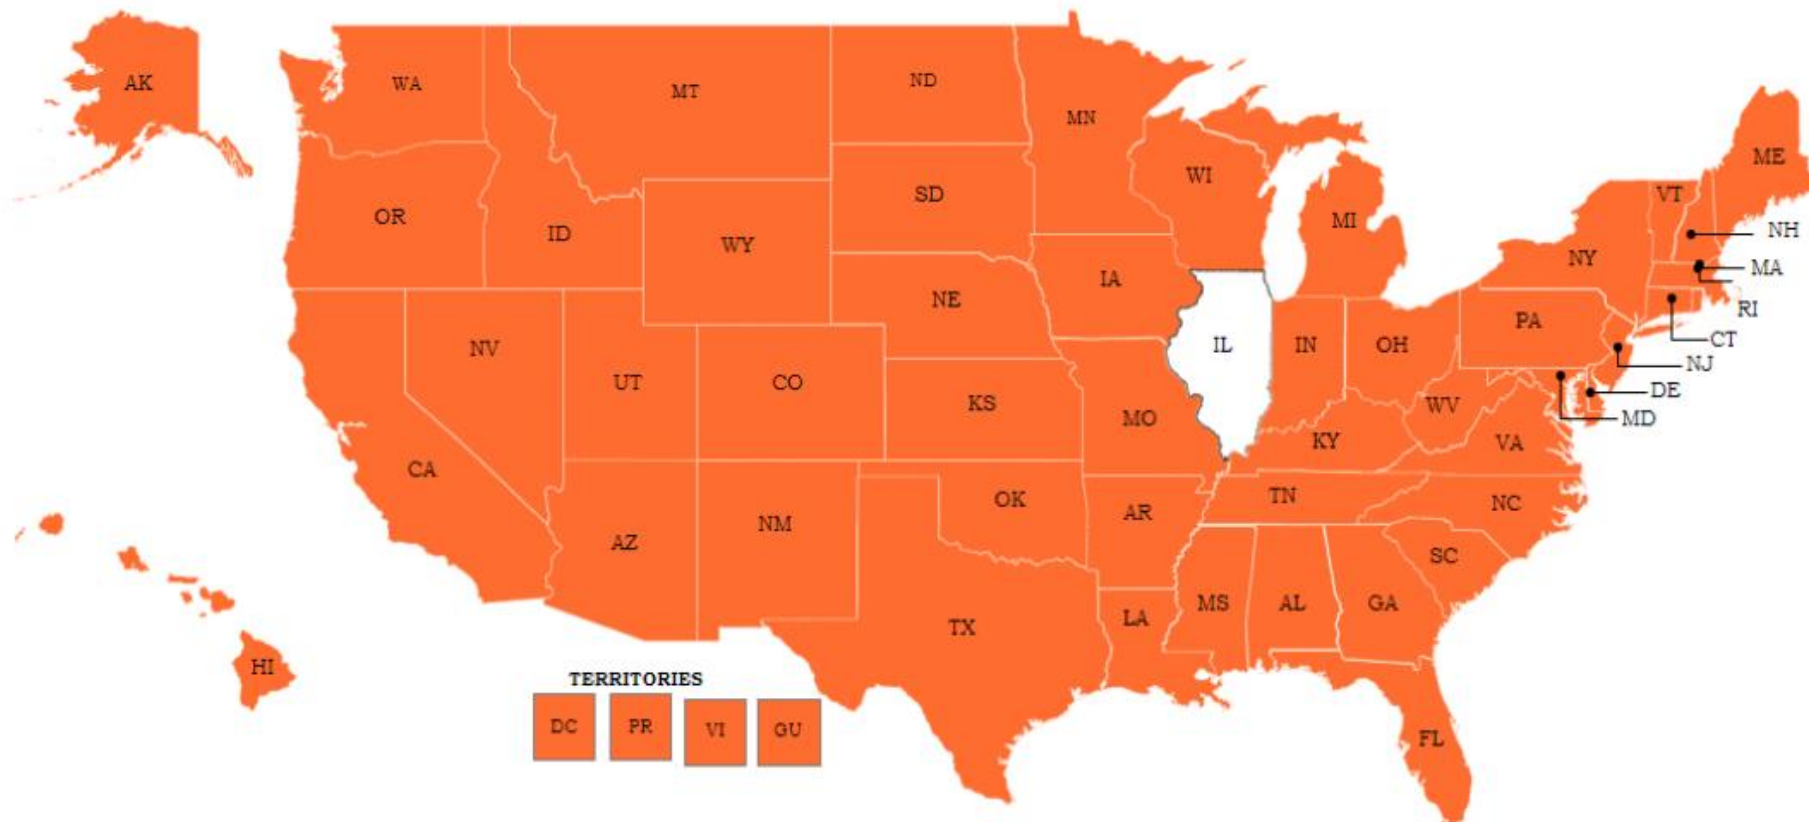 AK
WA
MT
ND
MN
WI
MI
ME
VT
NH
OR
ID
WY
SD
NY
MA
RI
IA
NE
PA
CT
NJ
NV
UT
CO
KS
MO
IL
IN
OH
WV
DE
MD
VA
KY
CA
AZ
NM
OK
AR
TN
NC
SC
HI
TX
LA
MS
AL
GA
FL
TERRITORIES
DC
PR
VI
GU